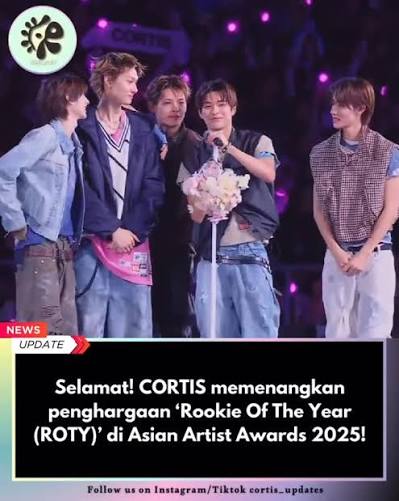 CORTIS
NEWS
UPDATE
Selamat! CORTIS memenangkan
penghargaan ‘Rookie Of The Year
(ROTY)’ di Asian Artist Awards 2025!
Follow us on Instagram/Tiktok cortis_updates